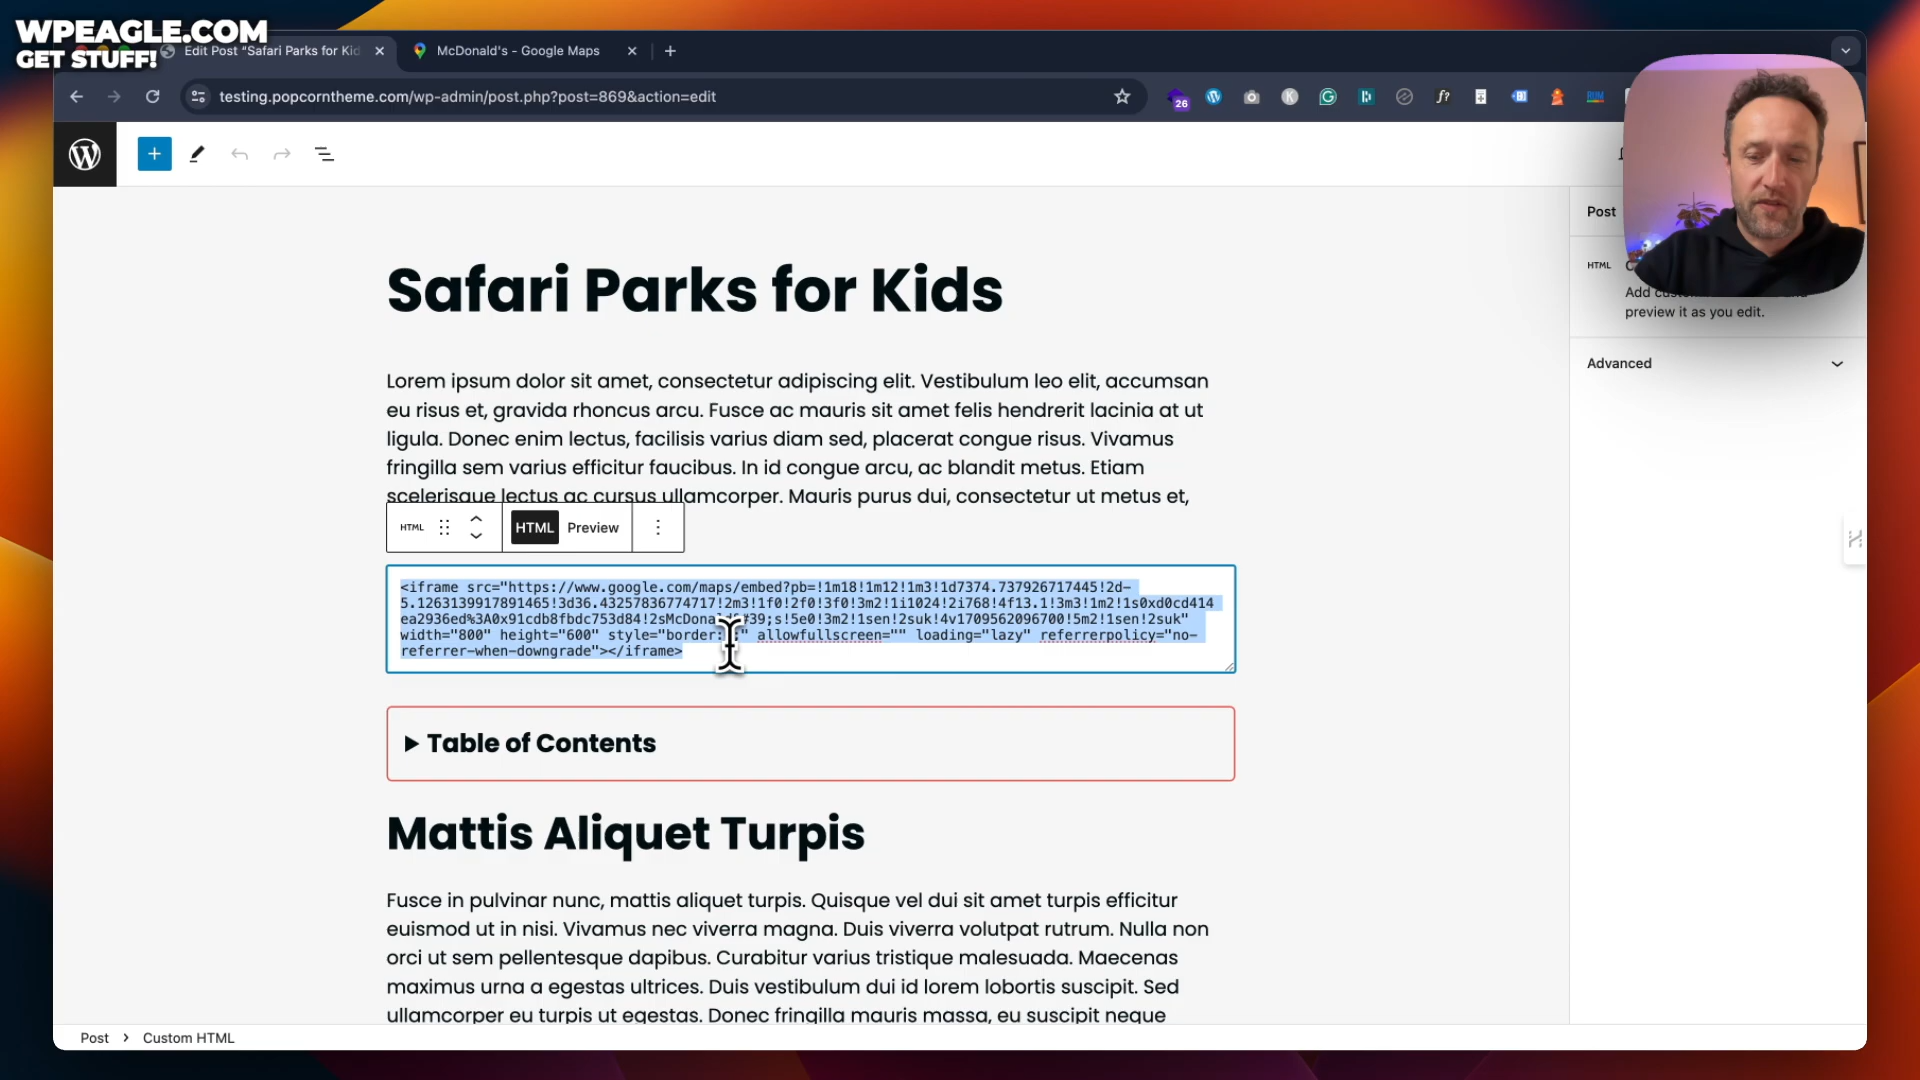 WPEAGLE.COM
GET STUFF!
Edit Post “Safari Parks for Kid
McDonald's - Google Maps
testing.popcorntheme.com/wp-admin/post.php?post=869&action=edit
26
Post
HTML
preview it as you edit.
Advanced
Safari Parks for Kids
Lorem ipsum dolor sit amet, consectetur adipiscing elit. Vestibulum leo elit, accumsan
eu risus et, gravida rhoncus arcu. Fusce ac mauris sit amet felis hendrerit lacinia at ut
ligula. Donec enim lectus, facilisis varius diam sed, placerat congue risus. Vivamus
fringilla sem varius efficitur faucibus. In id congue arcu, ac blandit metus. Etiam
scelerisque lectus ac cursus ullamcorper. Mauris purus dui, consectetur ut metus et,
HTML HTML Preview
<iframe src="https://www.google.com/maps/embed?pb=!1m18!1m12!1m3!1d7374.737926717445!2d-
5.1263139917891465!3d36.43257836774717!2m3!1f0!2f0!3f0!3m2!1i1024!2i768!4f13.1!3m3!1m2!1s0xd0cd414
ea2936ed%3A0x91cdb8fbdc753d84!2sMcDonald&#39;s!5e0!3m2!1sen!2suk!4v1709562096700!5m2!1sen!2suk"
width="800" height="600" style="border: allowfullscreen="" loading="lazy" referrerpolicy="no-
referrer-when-downgrade"></iframe>
Table of Contents
Mattis Aliquet Turpis
Fusce in pulvinar nunc, mattis aliquet turpis. Quisque vel dui sit amet turpis efficitur
euismod ut in nisi. Vivamus nec viverra magna. Duis viverra volutpat rutrum. Nulla non
orci ut sem pellentesque dapibus. Curabitur varius tristique malesuada. Maecenas
maximus urna a egestas ultrices. Duis vestibulum dui id lorem lobortis suscipit. Sed
ullamcorper eu turpis ut egestas. Donec fringilla mauris massa, eu suscipit neque
Post > Custom HTML